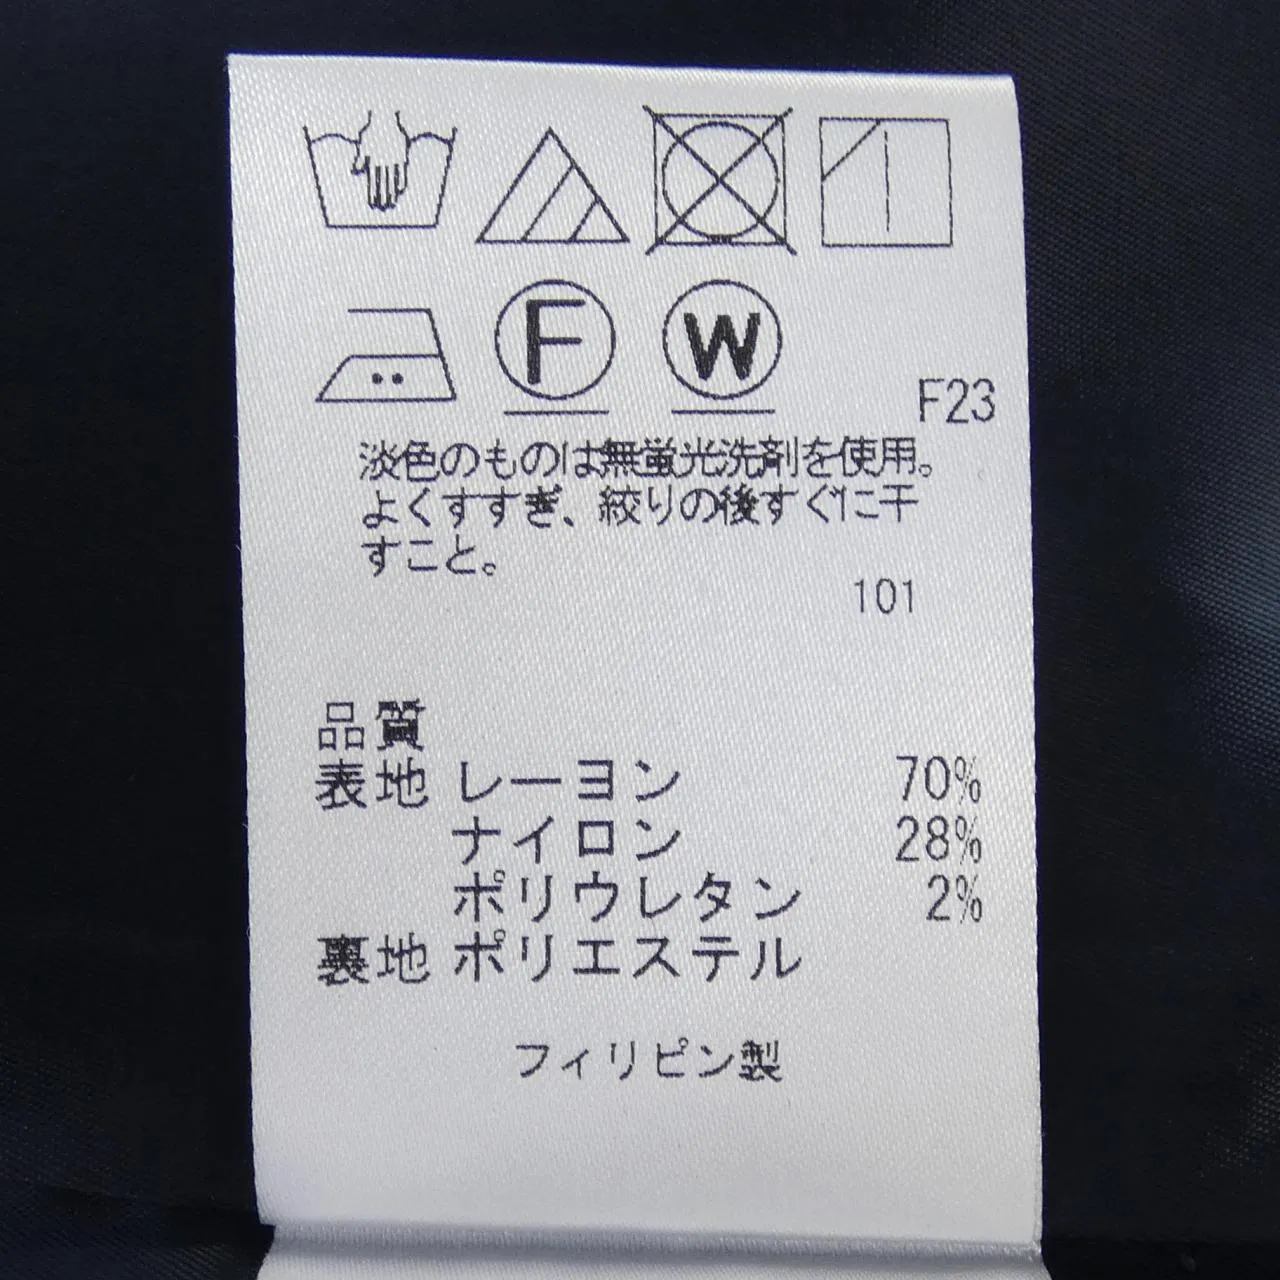 F W
F23
淡色のものは無蛍光洗剤を使用。
よくすすぎ、絞りの後すぐに干
すこと。
101
品質
表地 レーヨン 70%
ナイロン 28%
ポリウレタン 2%
裏地 ポリエステル
フィリピン製